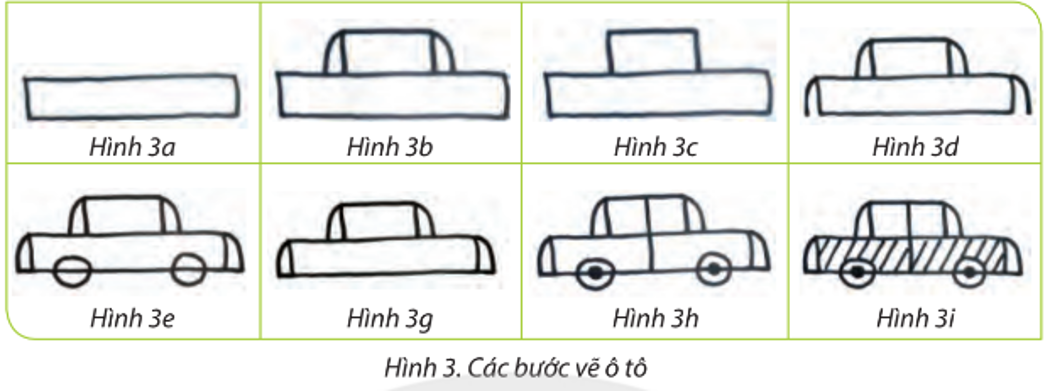 Hình 3a
Hình 3b
Hình 3c
Hình 3d
Hình 3e
Hình 3g
Hình 3h
Hình 3i
Hình 3. Các bước vẽ ô tô